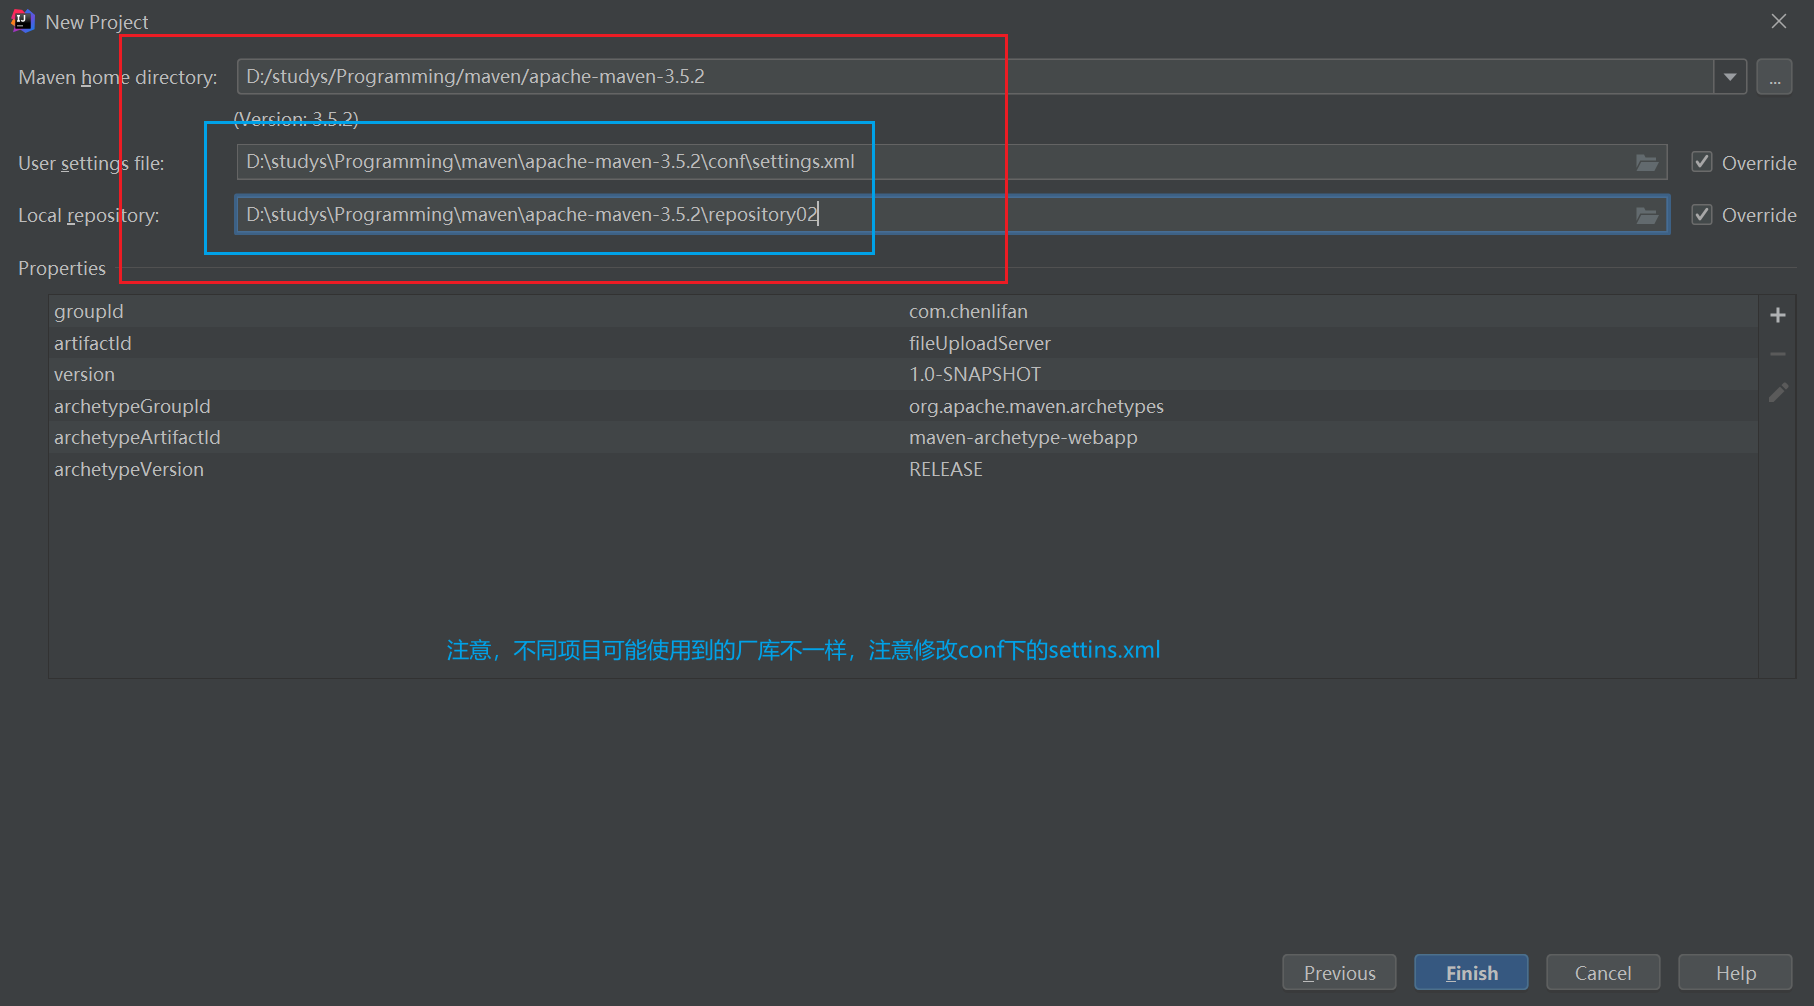 New Project
Maven home directory: D:/studys/Programming/maven/apache-maven-3.5.2 ...
(Version: 3.5.2)
User settings file: D:\studys\Programming\maven\apache-maven-3.5.2\conf\settings.xml Override
Local repository: D:\studys\Programming\maven\apache-maven-3.5.2\repository02 Override
Properties
groupId com.chenlifan
artifactId fileUploadServer
version 1.0-SNAPSHOT
archetypeGroupId org.apache.maven.archetypes
archetypeArtifactId maven-archetype-webapp
archetypeVersion RELEASE
注意，不同项目可能使用到的厂库不一样，注意修改conf下的settins.xml
Previous Finish Cancel Help